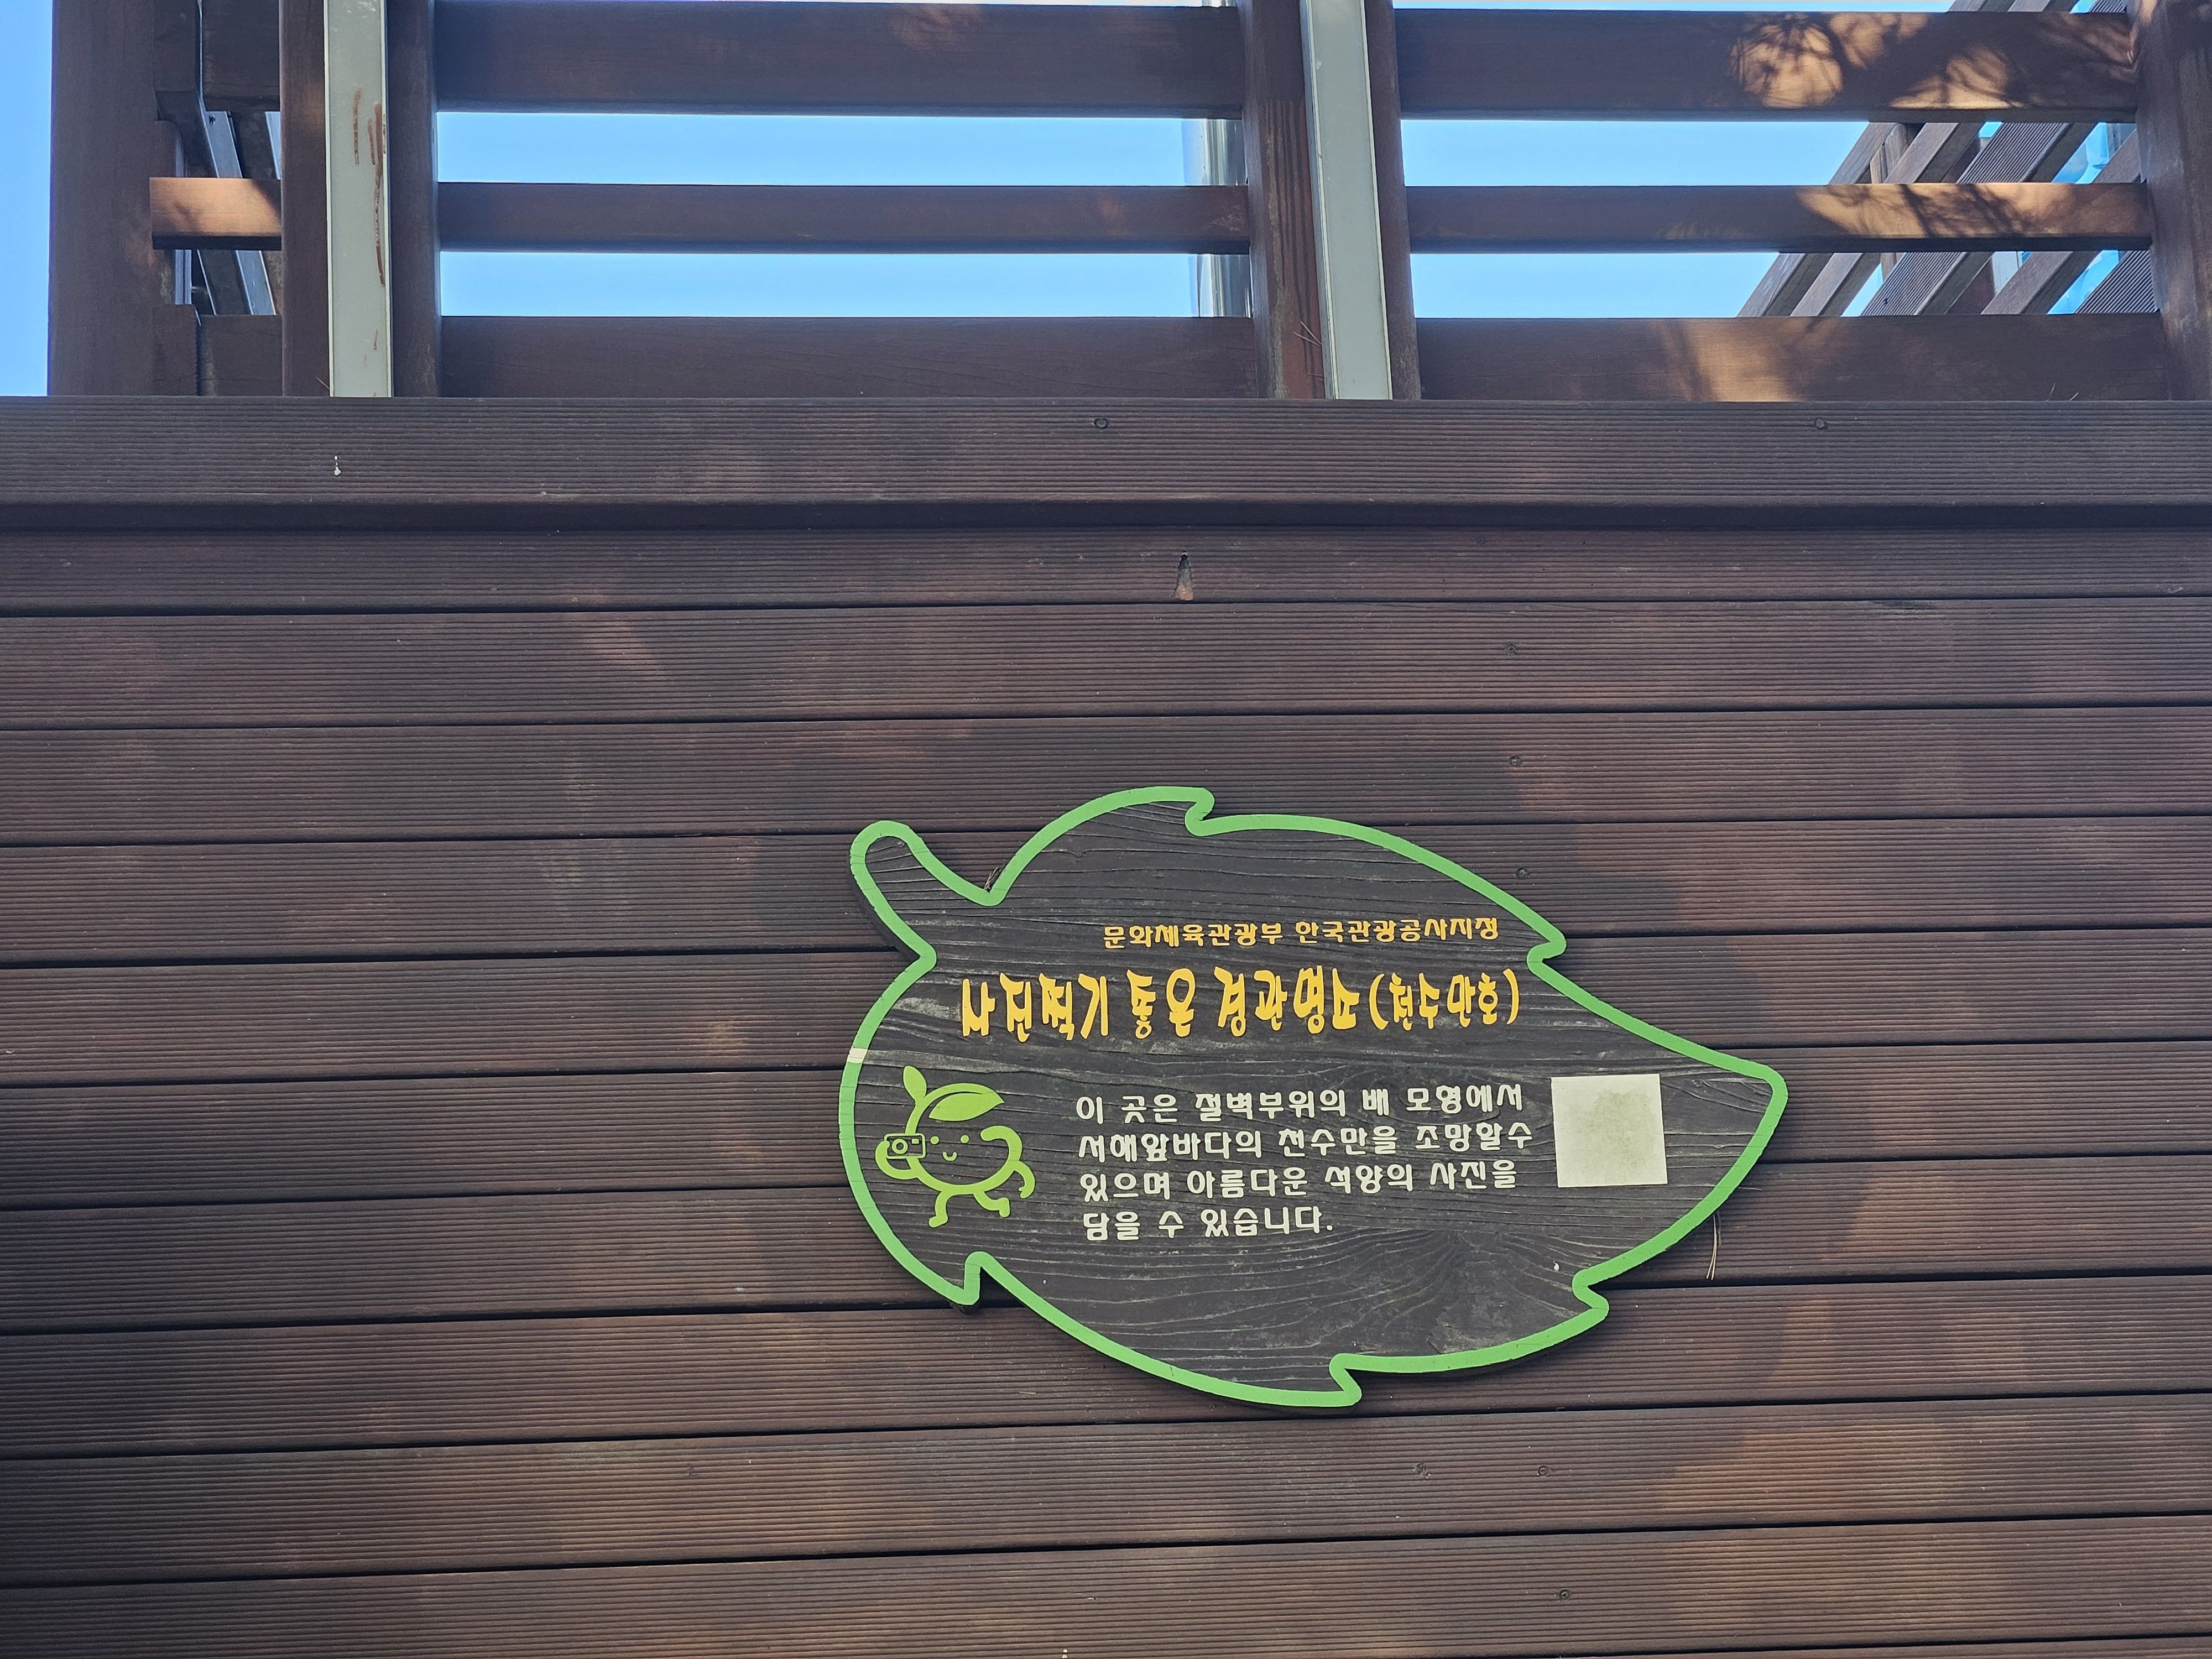 문화체육관광부 한국관광공사지정
사진찍기 좋은 경관명소(천수만호)
이 곳은 절벽부위의 배 모형에서
서해앞바다의 천수만을 조망할수
있으며 아름다운 석양의 사진을
담을 수 있습니다.